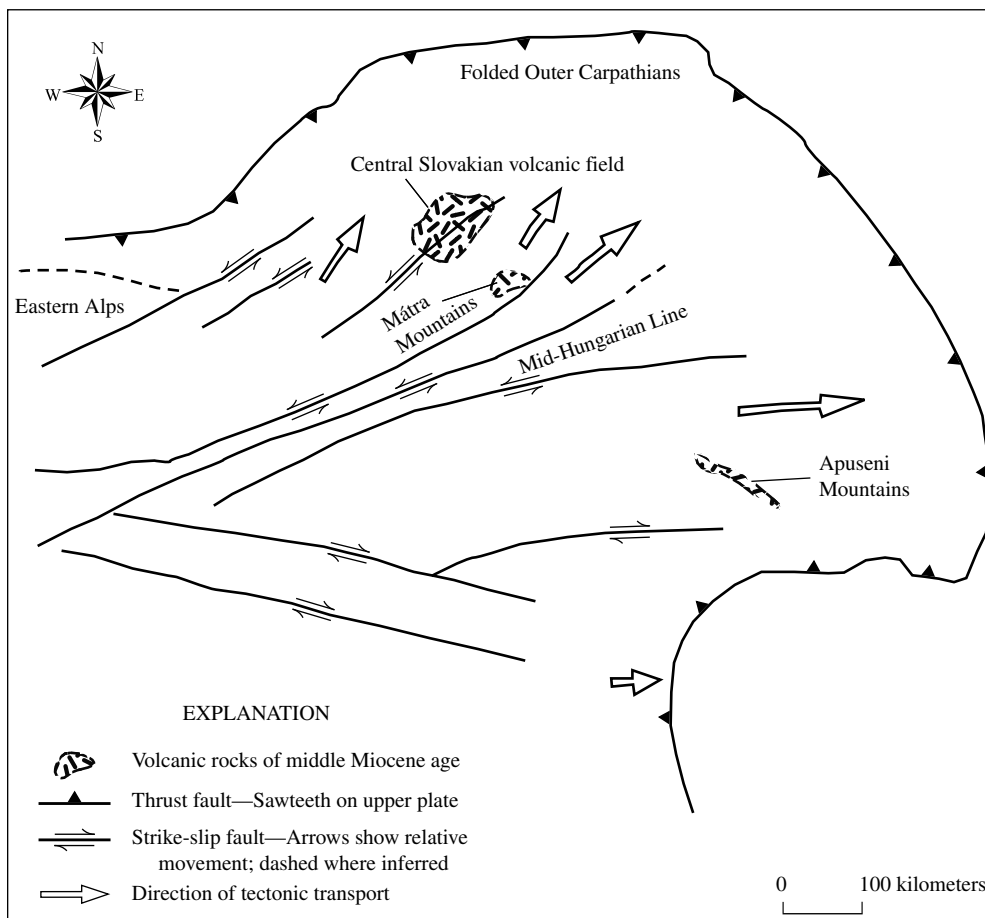 N
W E
S
Folded Outer Carpathians
Central Slovakian volcanic field
Eastern Alps
Mátra
Mountains
Mid-Hungarian Line
Apuseni
Mountains
EXPLANATION
Volcanic rocks of middle Miocene age
Thrust fault—Sawteeth on upper plate
Strike-slip fault—Arrows show relative
movement; dashed where inferred
Direction of tectonic transport
0 100 kilometers